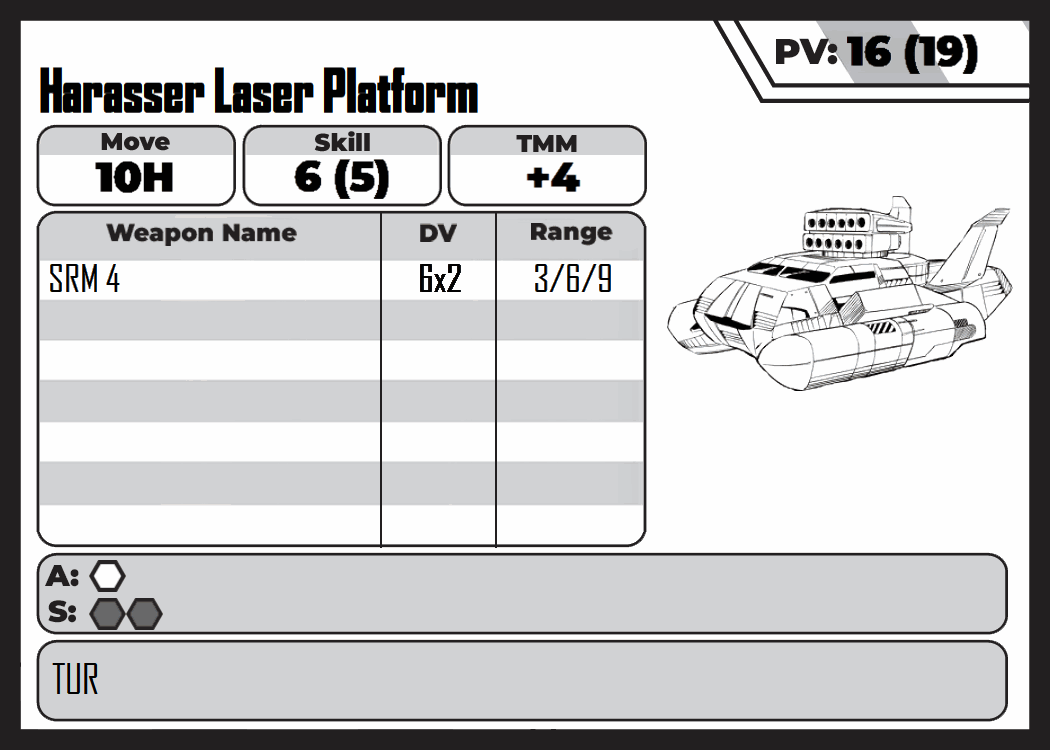 PV: 16 (19)
Harasser Laser Platform
Move Skill TMM
10H 6 (5) +4
Weapon Name DV Range
SRM 4 6x2 3/6/9
A:
S:
TUR